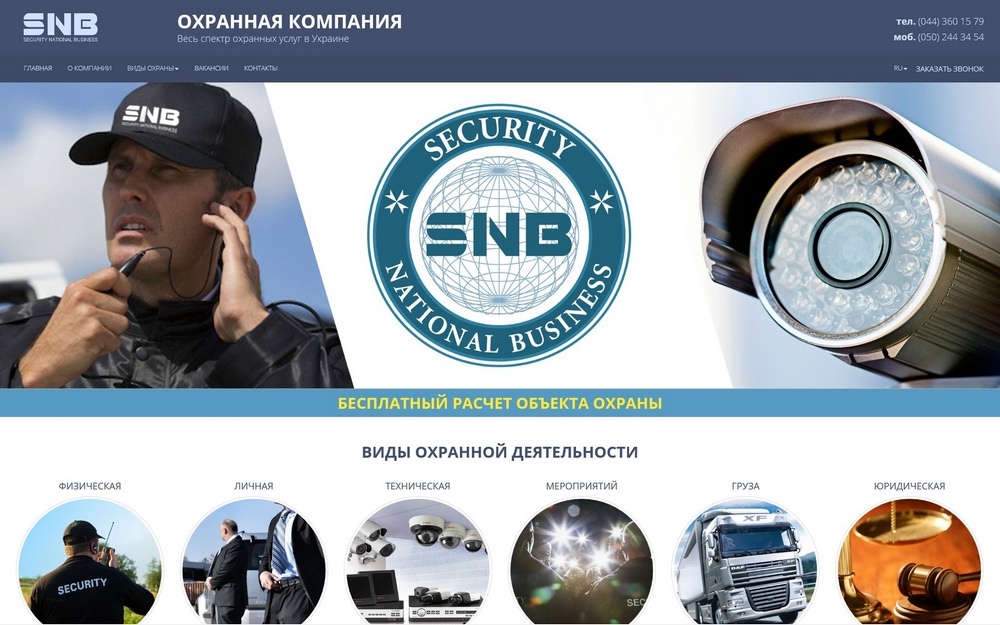 SNB
SECURITY NATIONAL BUSINESS
ОХРАННАЯ КОМПАНИЯ
Весь спектр охранных услуг в Украине
тел. (044) 360 15 79
моб. (050) 244 34 54
ГЛАВНАЯ О КОМПАНИИ ВИДЫ ОХРАНЫ ВАКАНСИИ КОНТАКТЫ RU ЗАКАЗАТЬ ЗВОНОК
SNB
SECURITY NATIONAL BUSINESS
SECURITY
SNB
NATIONAL BUSINESS
БЕСПЛАТНЫЙ РАСЧЕТ ОБЪЕКТА ОХРАНЫ
ВИДЫ ОХРАННОЙ ДЕЯТЕЛЬНОСТИ
ФИЗИЧЕСКАЯ ЛИЧНАЯ ТЕХНИЧЕСКАЯ МЕРОПРИЯТИЙ ГРУЗА ЮРИДИЧЕСКАЯ
SECURITY
SEC
XF
DAF